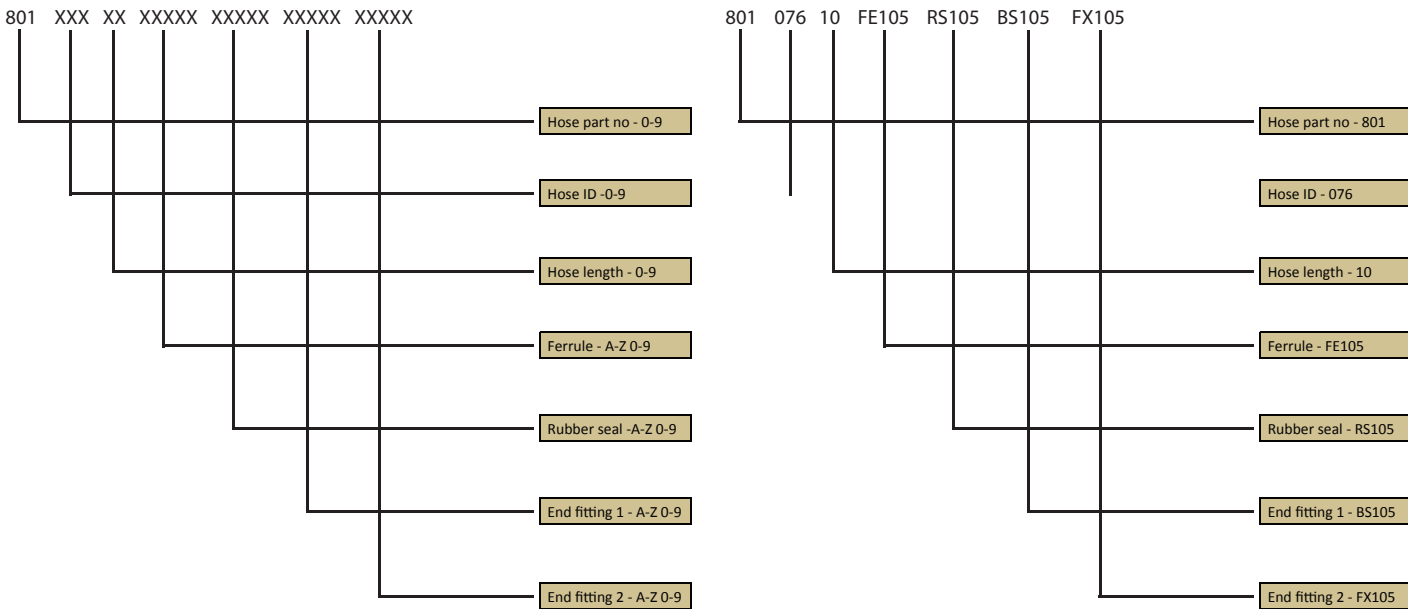 801 XXX XX XXXXX XXXXX XXXXX XXXXX
Hose part no - 0-9
Hose ID -0-9
Hose length - 0-9
Ferrule - A-Z 0-9
Rubber seal -A-Z 0-9
End fitting 1 - A-Z 0-9
End fitting 2 - A-Z 0-9
801 076 10 FE105 RS105 BS105 FX105
Hose part no - 801
Hose ID - 076
Hose length - 10
Ferrule - FE105
Rubber seal - RS105
End fitting 1 - BS105
End fitting 2 - FX105